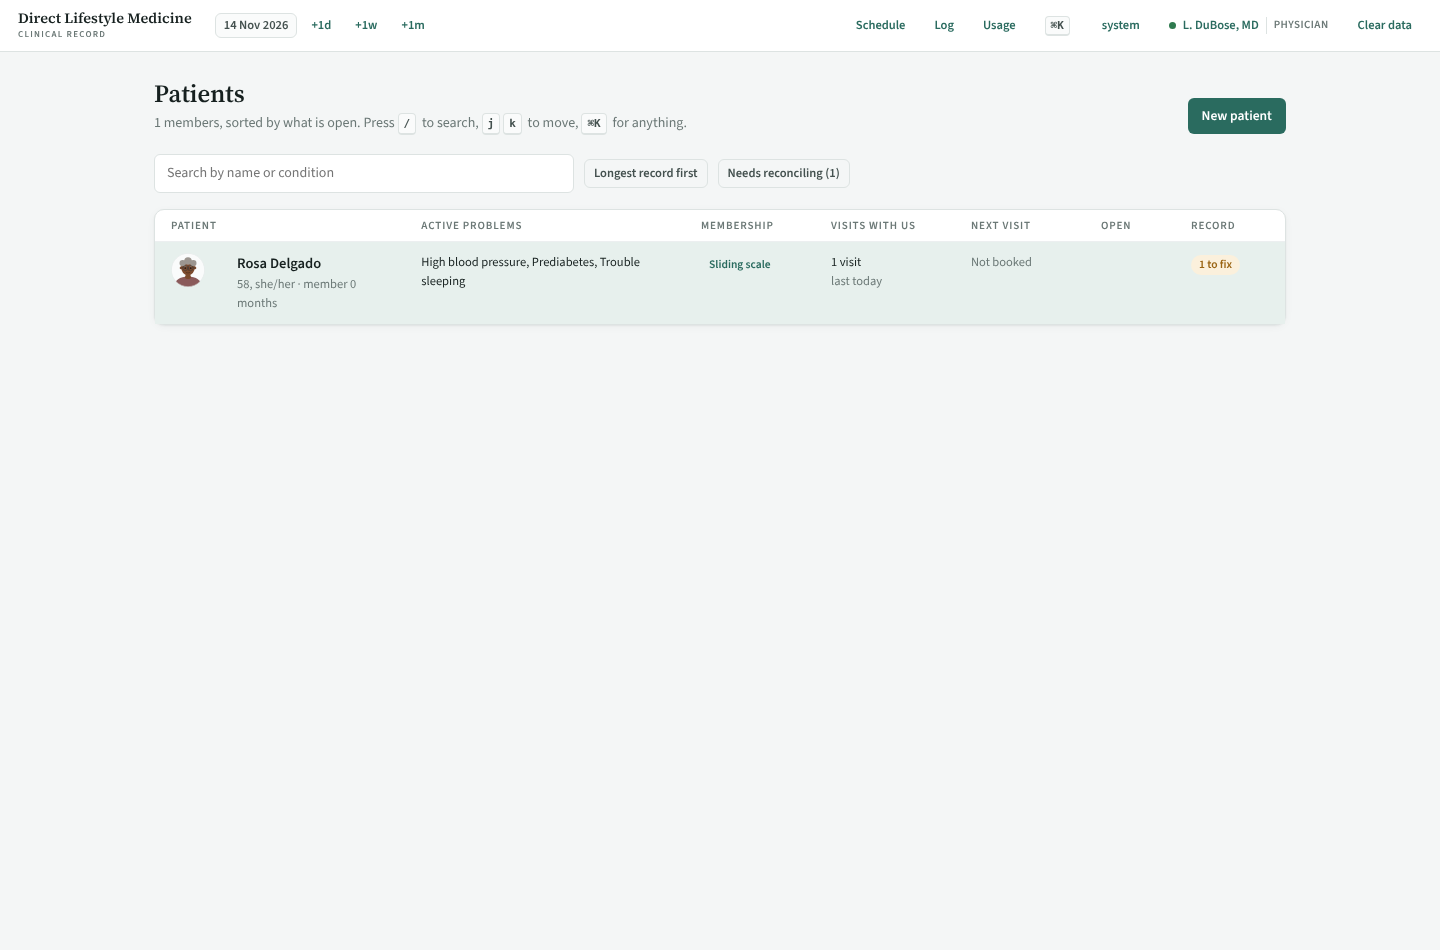 Direct Lifestyle Medicine
CLINICAL RECORD
14 Nov 2026 +1d +1w +1m
Schedule Log Usage ⌘K system L. DuBose, MD PHYSICIAN Clear data
Patients
1 members, sorted by what is open. Press / to search, j k to move, ⌘K for anything.
New patient
Search by name or condition
Longest record first
Needs reconciling (1)
PATIENT ACTIVE PROBLEMS MEMBERSHIP VISITS WITH US NEXT VISIT OPEN RECORD
Rosa Delgado
58, she/her · member 0
months
High blood pressure, Prediabetes, Trouble
sleeping
Sliding scale
1 visit
last today
Not booked
1 to fix